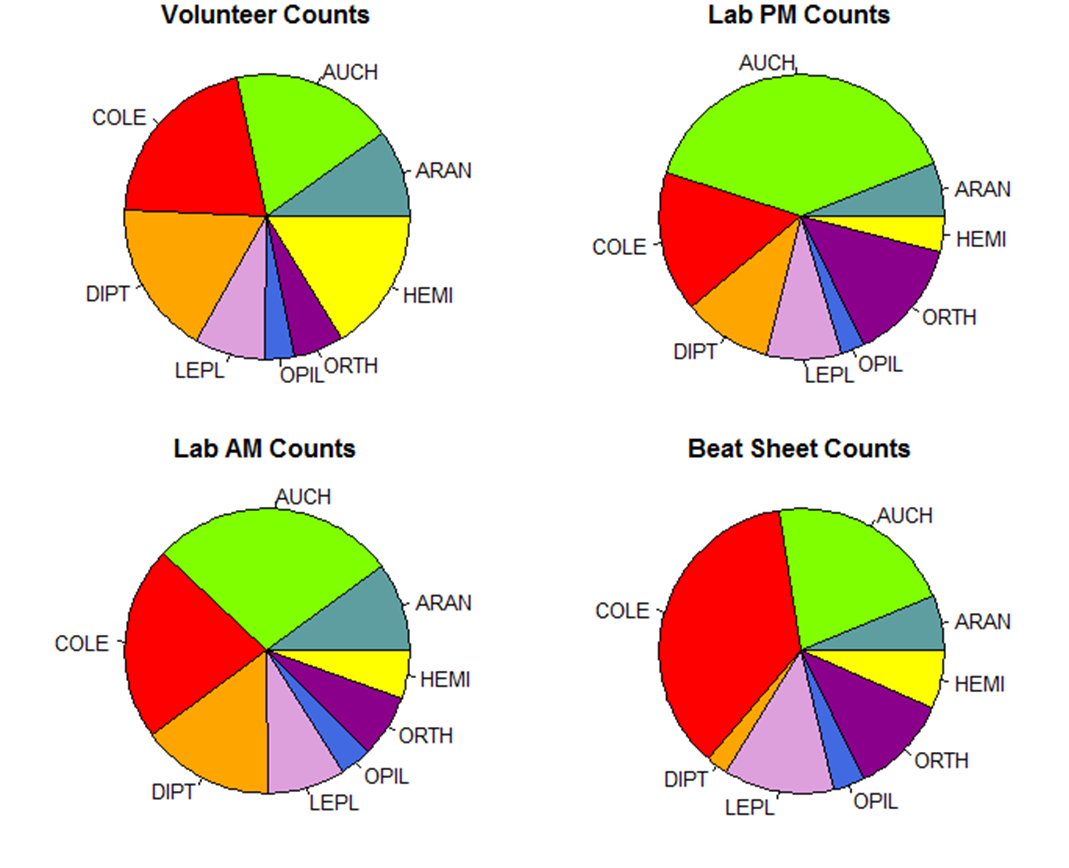 Volunteer Counts
AUCH
COLE
ARAN
DIPT
HEMI
LEPL
OPIL
ORTH
Lab PM Counts
AUCH
ARAN
COLE
HEMI
ORTH
DIPT
LEPL
OPIL
Lab AM Counts
AUCH
ARAN
COLE
HEMI
ORTH
OPIL
DIPT
LEPL
Beat Sheet Counts
AUCH
COLE
ARAN
HEMI
ORTH
DIPT
LEPL
OPIL